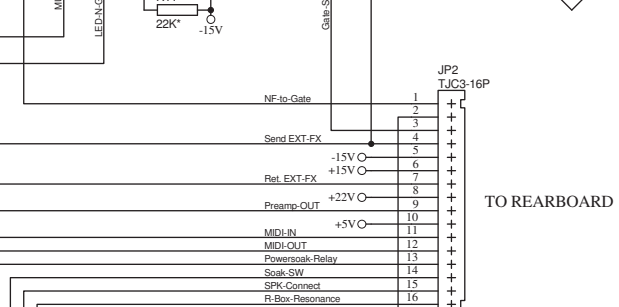 LED-N-G
22K*
-15V
Gate-S
JP2
TJC3-16P
NF-to-Gate
1
2
3
Send EXT-FX
4
-15V
5
+15V
6
Ret. EXT-FX
7
+22V
8
Preamp-OUT
9
TO REARBOARD
+5V
10
MIDI-IN
11
MIDI-OUT
12
Powersoak-Relay
13
Soak-SW
14
SPK-Connect
15
R-Box-Resonance
16